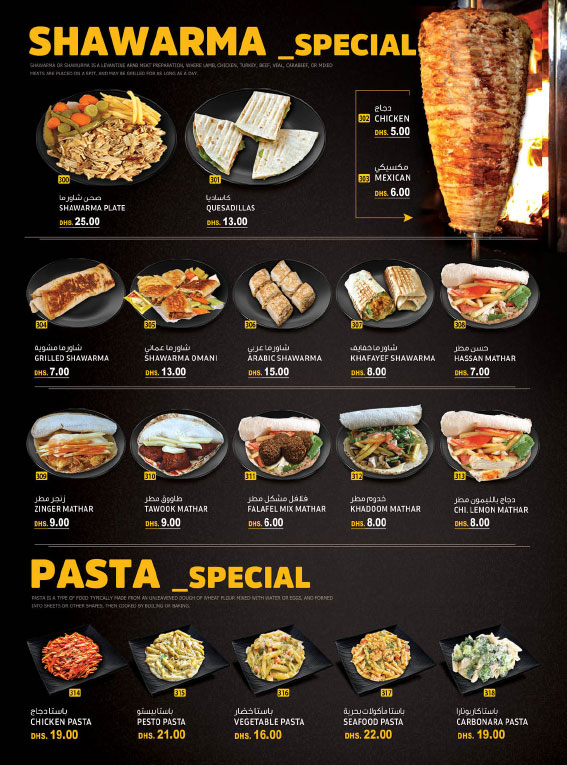 SHAWARMA _SPECIAL
SHAWARMA OR SHAWURMA IS A LEVANTINE ARAB MEAT PREPARATION, WHERE LAMB, CHICKEN, TURKEY, BEEF, VEAL, CARABEEF, OR MIXED
MEATS ARE PLACED ON A SPIT, AND MAY BE GRILLED FOR AS LONG AS A DAY.
300
صحن شاورما
SHAWARMA PLATE
DHS. 25.00
301
كاساديا
QUESADILLAS
DHS. 13.00
302
دجاج
CHICKEN
DHS. 5.00
303
مكسيكي
MEXICAN
DHS. 6.00
304
شاورما مشوية
GRILLED SHAWARMA
DHS. 7.00
305
شاورما عماني
SHAWARMA OMANI
DHS. 13.00
306
شاورما عربي
ARABIC SHAWARMA
DHS. 15.00
307
شاورما خفايف
KHAFAYEF SHAWARMA
DHS. 8.00
308
حسن مطر
HASSAN MATHAR
DHS. 7.00
309
زنجر مطر
ZINGER MATHAR
DHS. 9.00
310
طاووق مطر
TAWOOK MATHAR
DHS. 9.00
311
فلافل مشكل مطر
FALAFEL MIX MATHAR
DHS. 6.00
312
خدوم مطر
KHADOOM MATHAR
DHS. 8.00
313
دجاج بالليمون مطر
CHI. LEMON MATHAR
DHS. 8.00
PASTA _SPECIAL
PASTA IS A TYPE OF FOOD TYPICALLY MADE FROM AN UNLEAVENED DOUGH OF WHEAT FLOUR MIXED WITH WATER OR EGGS, AND FORMED
INTO SHEETS OR OTHER SHAPES, THEN COOKED BY BOILING OR BAKING.
314
باستا دجاج
CHICKEN PASTA
DHS. 19.00
315
باستا بيستو
PESTO PASTA
DHS. 21.00
316
باستا خضار
VEGETABLE PASTA
DHS. 16.00
317
باستا مأكولات بحرية
SEAFOOD PASTA
DHS. 22.00
318
باستا كاربونارا
CARBONARA PASTA
DHS. 19.00